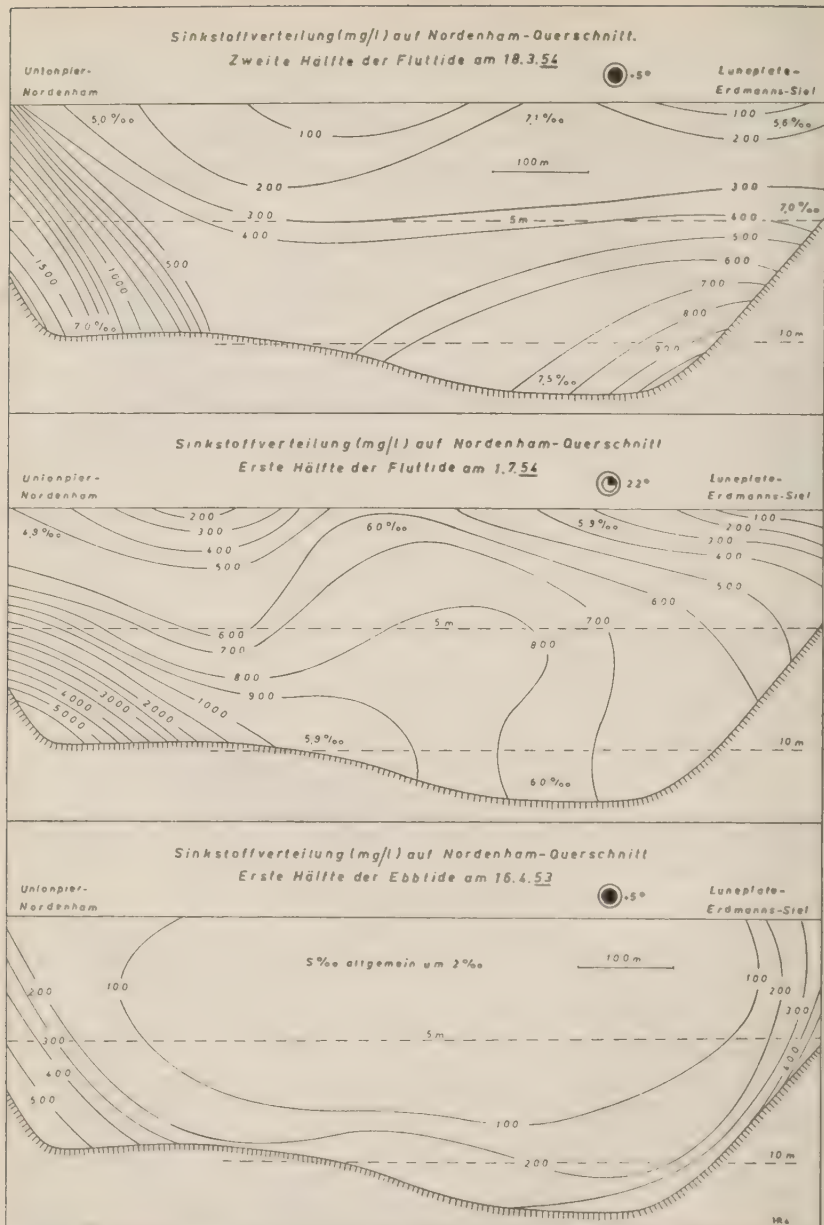 Sinkstoffverteilung (mg/l) auf Nordenham-Querschnitt.
Zweite Hälfte der Fluttide am 18.3.54
Unionpier-
Nordenham
+5°
Luneplate-
Erdmanns-Siel
5,0 ‰
100
7,1 ‰
100
200
5,6 ‰
100 m
200
300
7,0 ‰
300
5 m
400
400
500
600
1500
1000
500
700
800
900
7,0 ‰
10 m
7,5 ‰
Sinkstoffverteilung (mg/l) auf Nordenham-Querschnitt
Erste Hälfte der Fluttide am 1.7.54
Unionpier-
Nordenham
22°
Luneplate-
Erdmanns-Siel
4,9 ‰
200
300
400
500
6,0 ‰
5,9 ‰
100
200
300
400
500
600
600
5 m
700
700
800
800
900
4000
3000
2000
1000
5000
5,9 ‰
10 m
6,0 ‰
Sinkstoffverteilung (mg/l) auf Nordenham-Querschnitt
Erste Hälfte der Ebbtide am 16.4.53
Unionpier-
Nordenham
+5°
Luneplate-
Erdmanns-Siel
S ‰ allgemein um 2 ‰
100 m
200
100
100
200
300
300
5 m
400
400
500
100
200
10 m